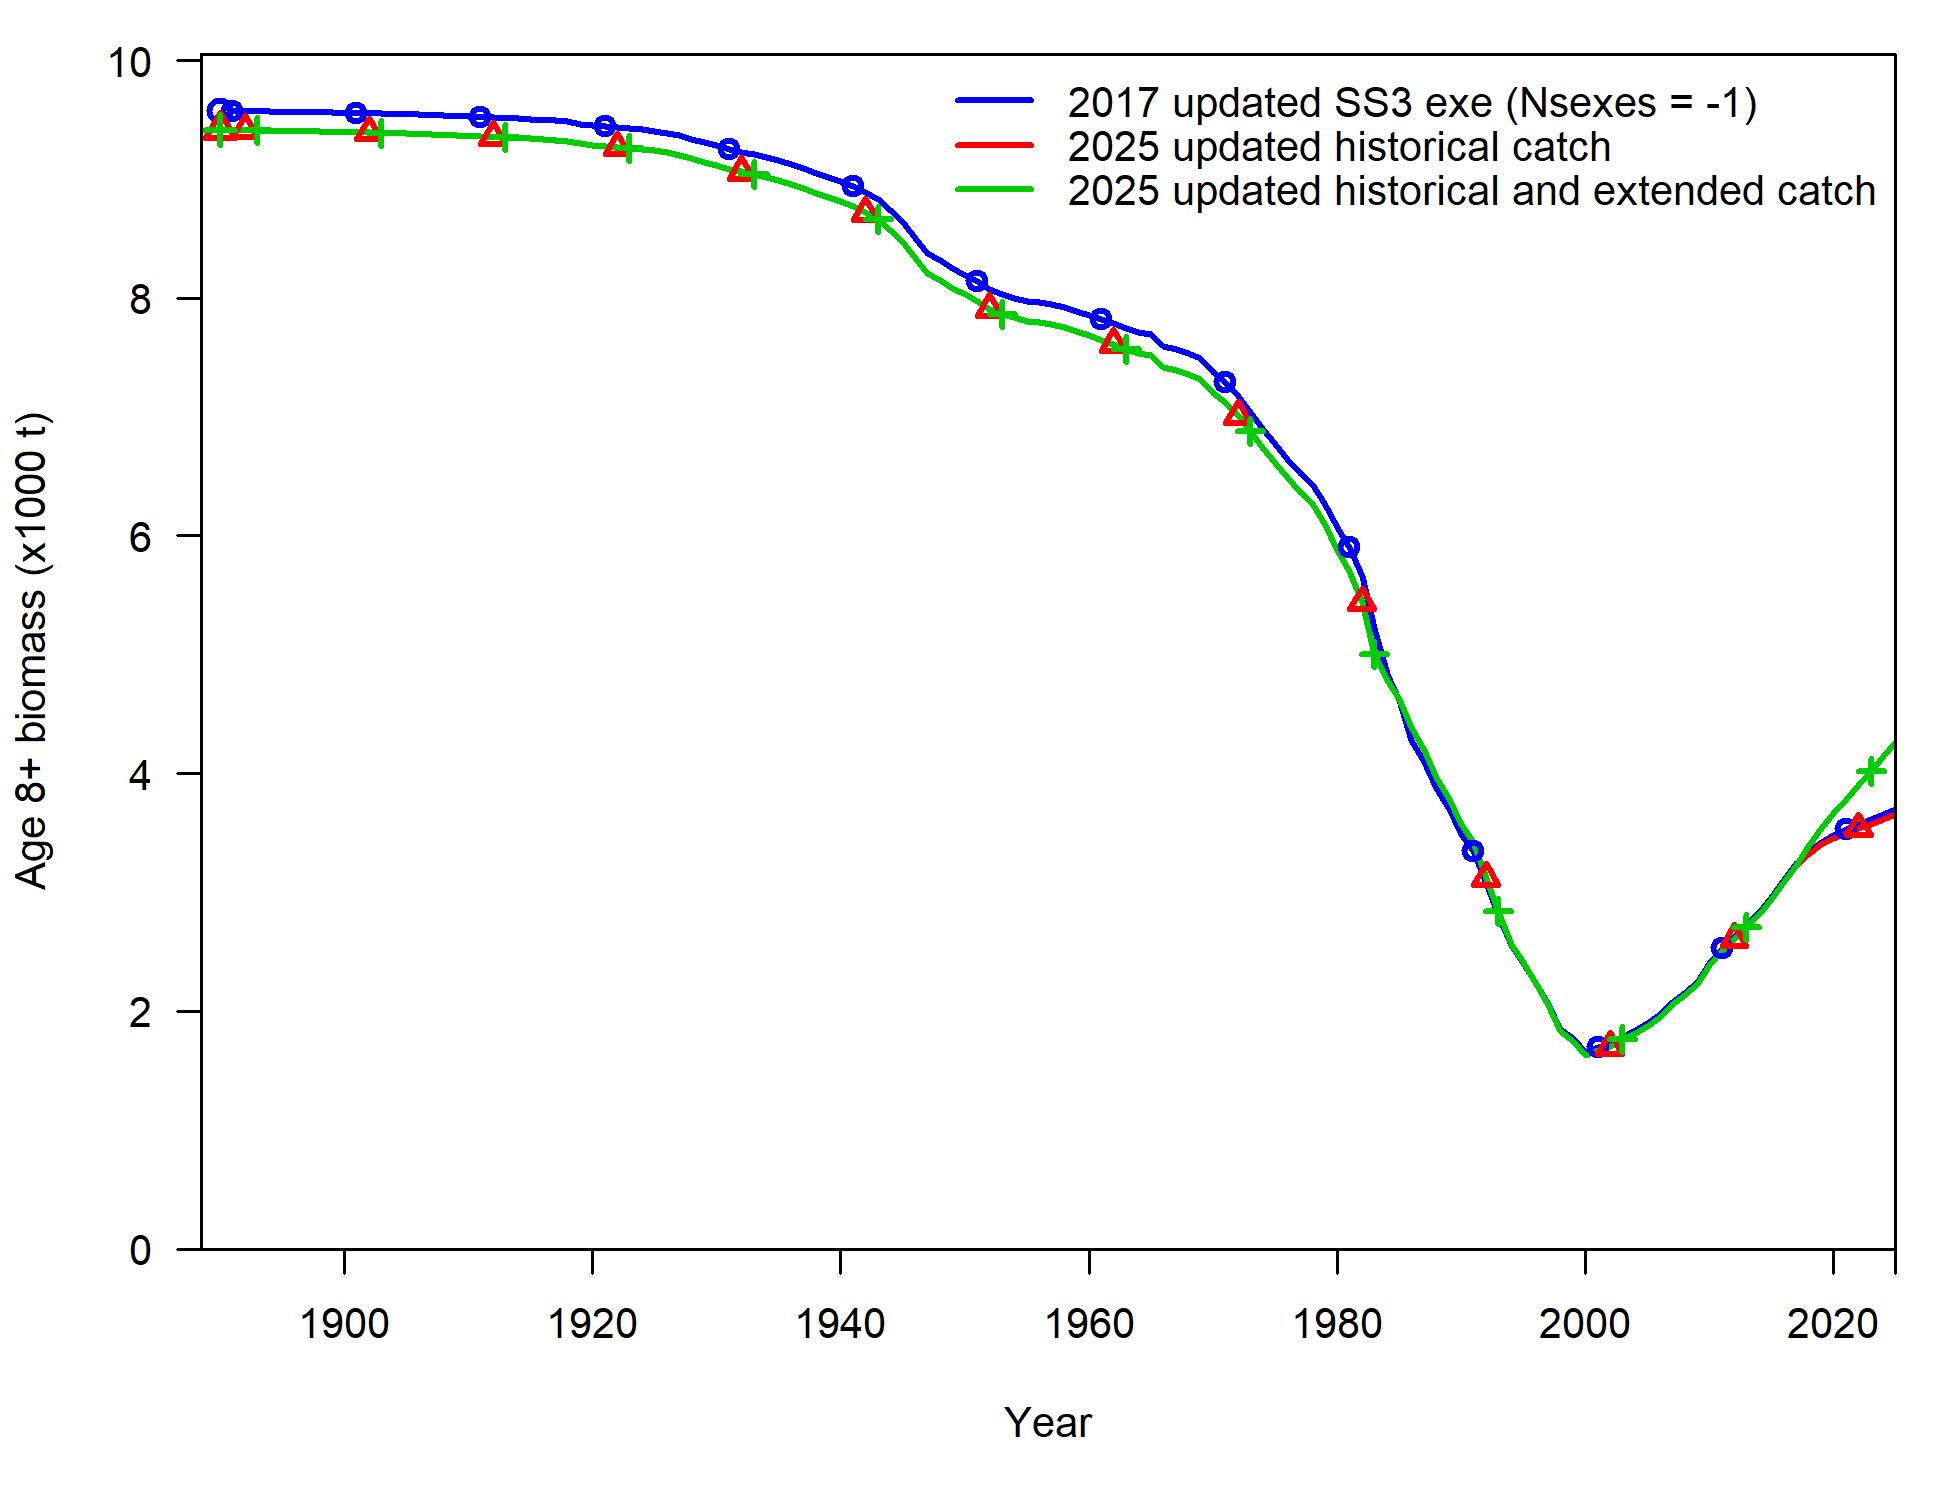 2017 updated SS3 exe (Nsexes = -1)
2025 updated historical catch
2025 updated historical and extended catch
Age 8+ biomass (x1000 t)
10
8
6
4
2
0
1900 1920 1940 1960 1980 2000 2020
Year